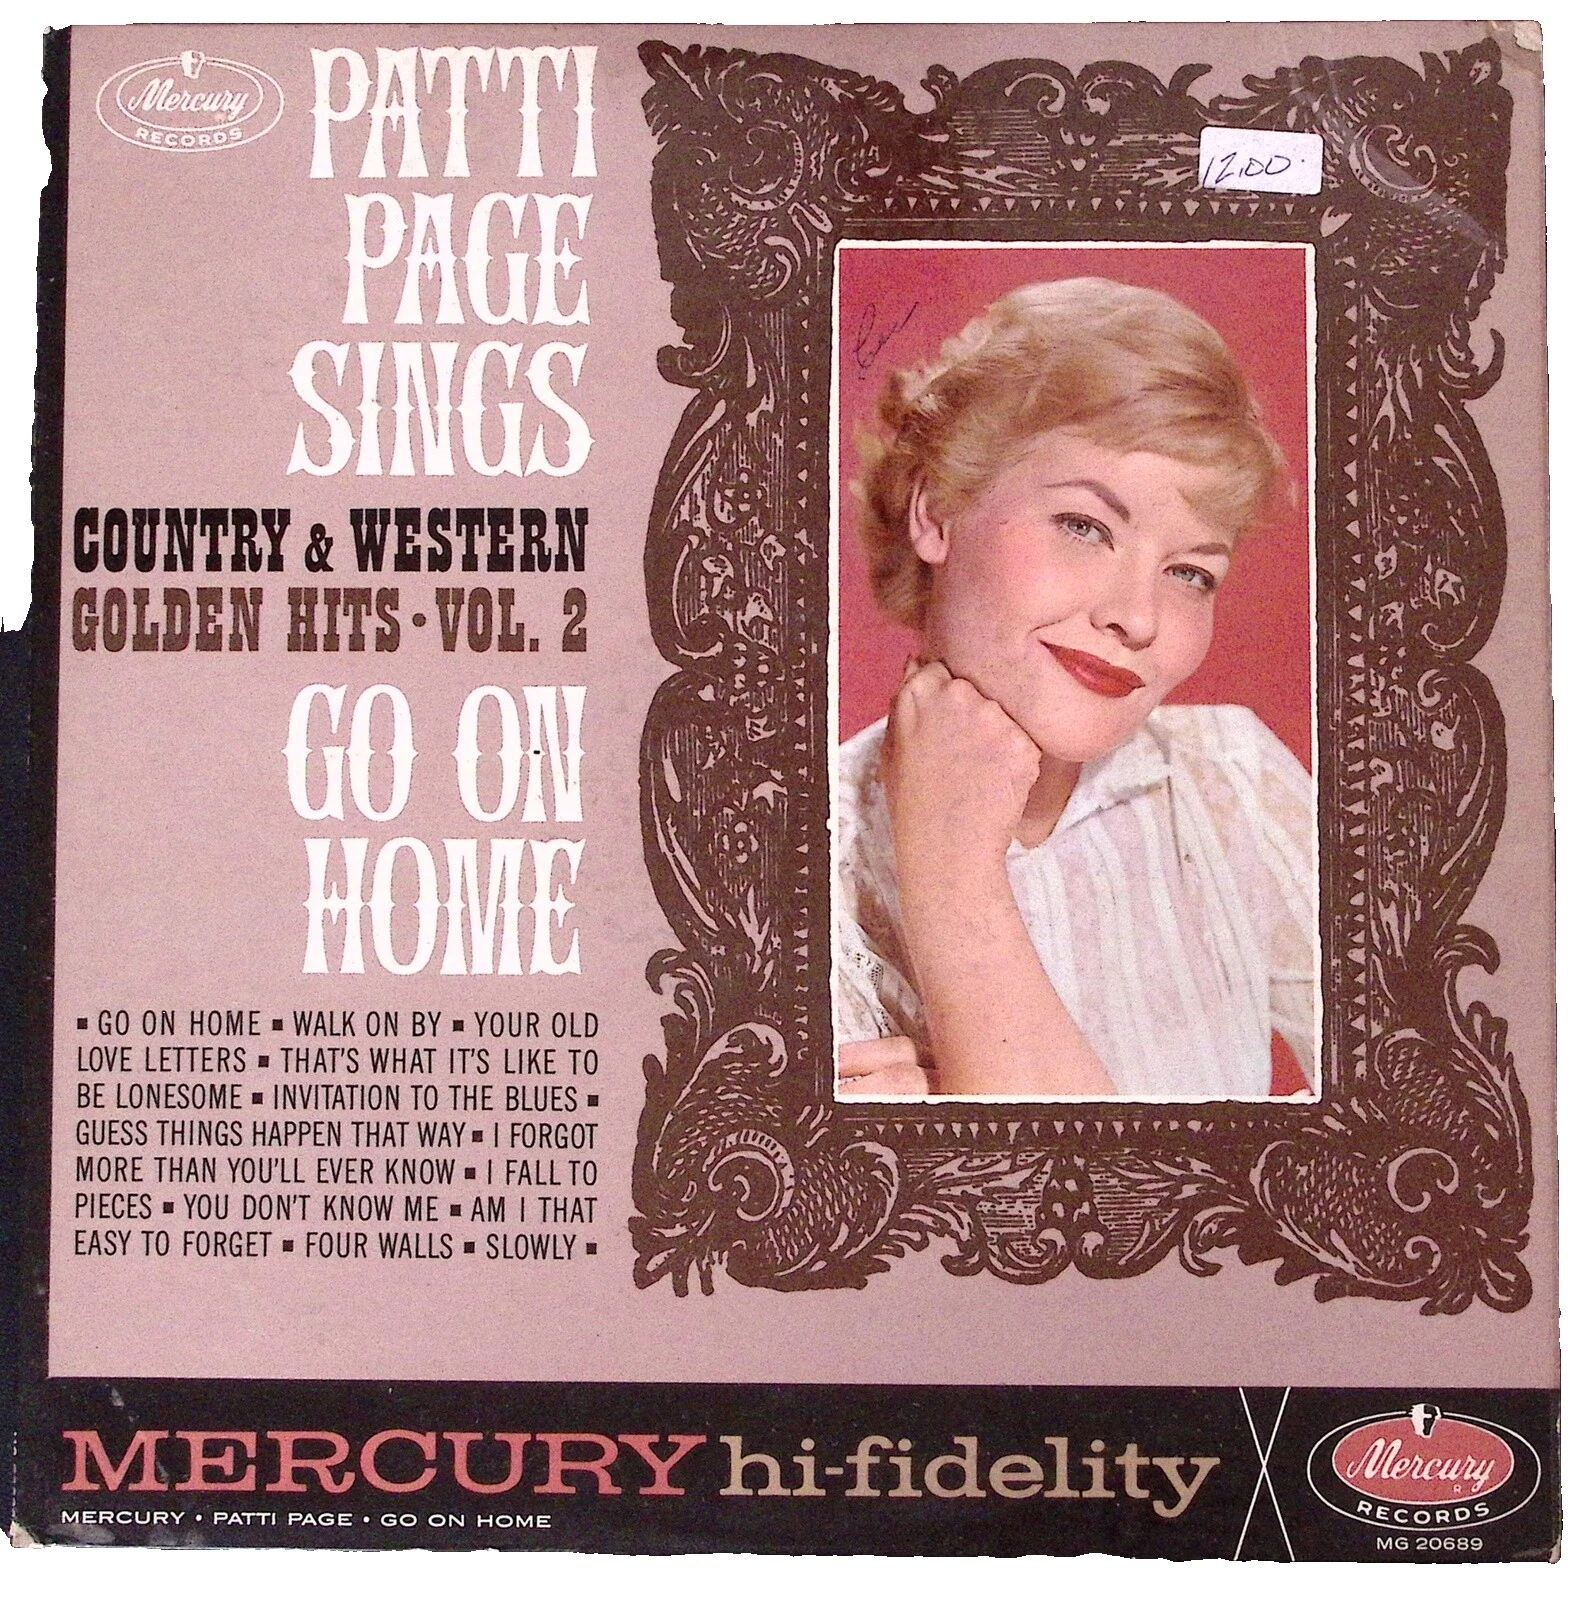 Mercury
RECORDS
PATTI
PAGE
SINGS
COUNTRY & WESTERN
GOLDEN HITS · VOL. 2
GO ON
HOME
▪ GO ON HOME ▪ WALK ON BY ▪ YOUR OLD
LOVE LETTERS ▪ THAT'S WHAT IT'S LIKE TO
BE LONESOME ▪ INVITATION TO THE BLUES ▪
GUESS THINGS HAPPEN THAT WAY ▪ I FORGOT
MORE THAN YOU'LL EVER KNOW ▪ I FALL TO
PIECES ▪ YOU DON'T KNOW ME ▪ AM I THAT
EASY TO FORGET ▪ FOUR WALLS ▪ SLOWLY ▪
12.00
MERCURY hi-fidelity
MERCURY • PATTI PAGE • GO ON HOME
Mercury
R
RECORDS
MG 20689